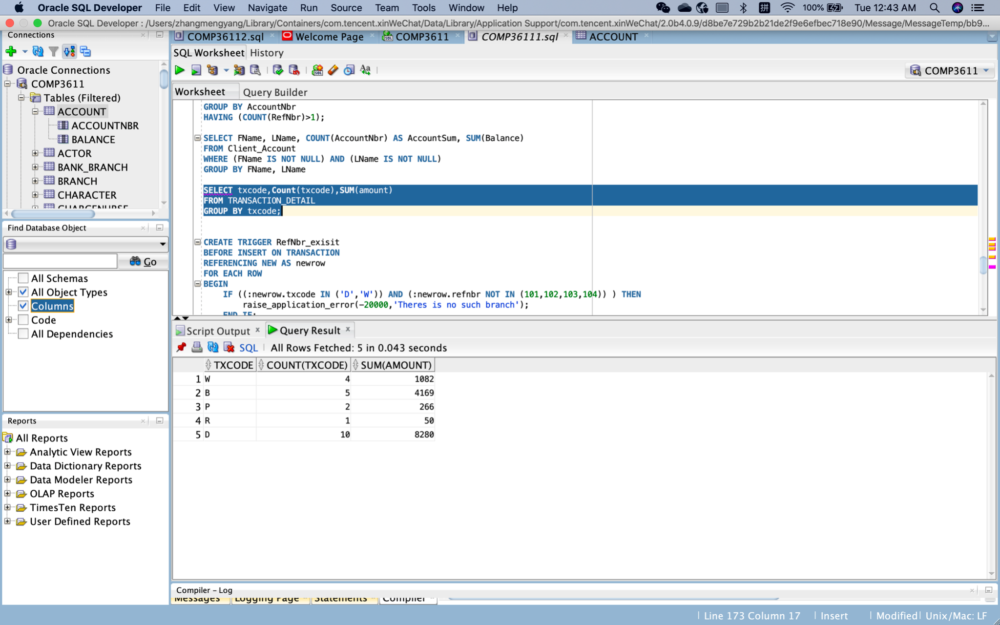 Oracle SQL Developer File Edit View Navigate Run Source Team Tools Window Help 拼 100% Tue 12:43 AM
Oracle SQL Developer : /Users/zhangmengyang/Library/Containers/com.tencent.xinWeChat/Data/Library/Application Support/com.tencent.xinWeChat/2.0b4.0.9/d8be7e729b2b21de2f9e6efbec718e90/Message/MessageTemp/bb9...
Connections
COMP36112.sql Welcome Page COMP3611 COMP36111.sql ACCOUNT
SQL Worksheet History
COMP3611
Worksheet Query Builder
Oracle Connections
COMP3611
Tables (Filtered)
ACCOUNT
ACCOUNTNBR
BALANCE
ACTOR
BANK_BRANCH
BRANCH
CHARACTER
CHARGENURSE
Find Database Object
Go
All Schemas
All Object Types
Columns
Code
All Dependencies
Reports
All Reports
Analytic View Reports
Data Dictionary Reports
Data Modeler Reports
OLAP Reports
TimesTen Reports
User Defined Reports
GROUP BY AccountNbr
HAVING (COUNT(RefNbr)>1);
SELECT FName, LName, COUNT(AccountNbr) AS AccountSum, SUM(Balance)
FROM Client_Account
WHERE (FName IS NOT NULL) AND (LName IS NOT NULL)
GROUP BY FName, LName
SELECT txcode,Count(txcode),SUM(amount)
FROM TRANSACTION_DETAIL
GROUP BY txcode;
CREATE TRIGGER RefNbr_exisit
BEFORE INSERT ON TRANSACTION
REFERENCING NEW AS newrow
FOR EACH ROW
BEGIN
IF ((:newrow.txcode IN ('D','W')) AND (:newrow.refnbr NOT IN (101,102,103,104)) ) THEN
raise_application_error(-20000,'Theres is no such branch');
END IF;
Script Output Query Result
SQL All Rows Fetched: 5 in 0.043 seconds
TXCODE COUNT(TXCODE) SUM(AMOUNT)
1 W 4 1082
2 B 5 4169
3 P 2 266
4 R 1 50
5 D 10 8280
Compiler – Log
Messages Logging Page Statements Compiler
Line 173 Column 17 Insert Modified Unix/Mac: LF